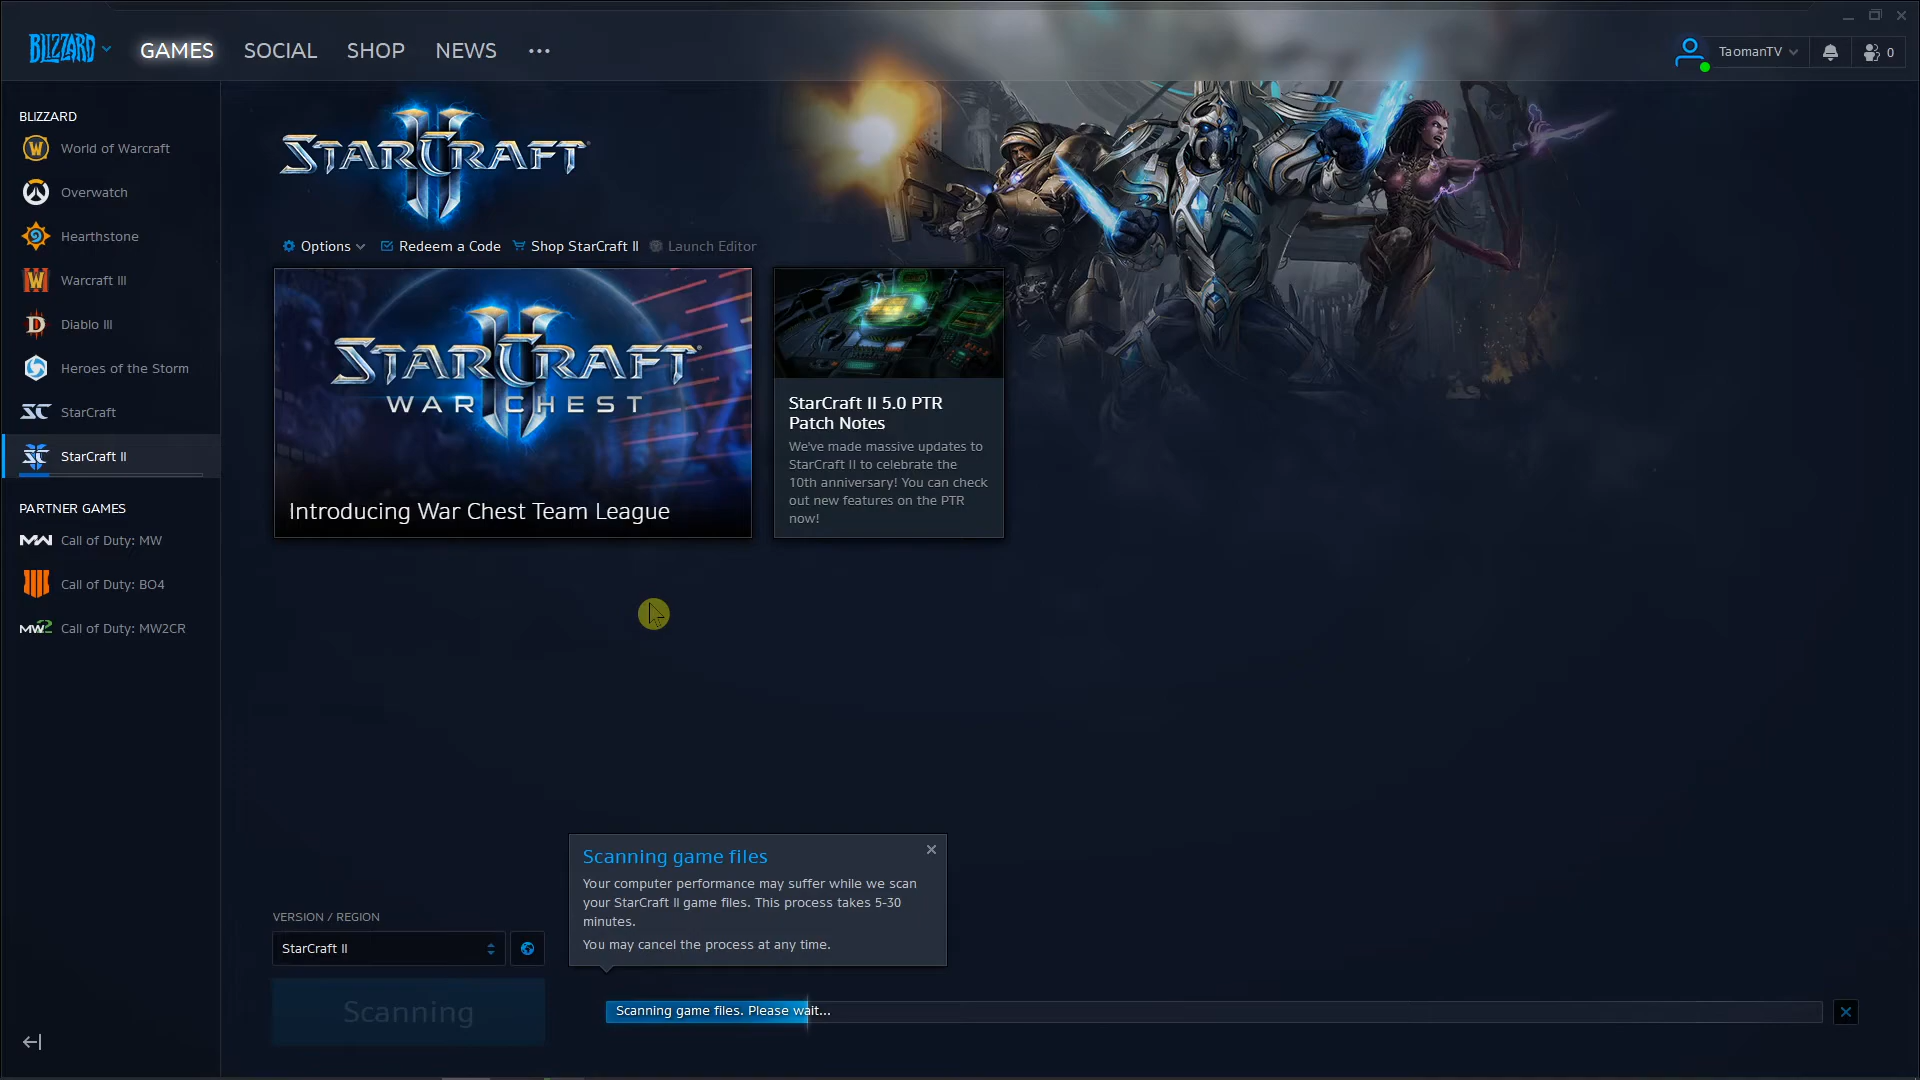 BLIZZARD
GAMES
SOCIAL
SHOP
NEWS
TaomanTV
0
BLIZZARD
World of Warcraft
Overwatch
Hearthstone
Warcraft III
Diablo III
Heroes of the Storm
StarCraft
StarCraft II
PARTNER GAMES
Call of Duty: MW
Call of Duty: BO4
Call of Duty: MW2CR
STARCRAFT II
Options
Redeem a Code
Shop StarCraft II
Launch Editor
STARCRAFT II
WAR CHEST
Introducing War Chest Team League
StarCraft II 5.0 PTR
Patch Notes
We've made massive updates to
StarCraft II to celebrate the
10th anniversary! You can check
out new features on the PTR
now!
Scanning game files
Your computer performance may suffer while we scan
your StarCraft II game files. This process takes 5-30
minutes.
You may cancel the process at any time.
VERSION / REGION
StarCraft II
Scanning
Scanning game files. Please wait...